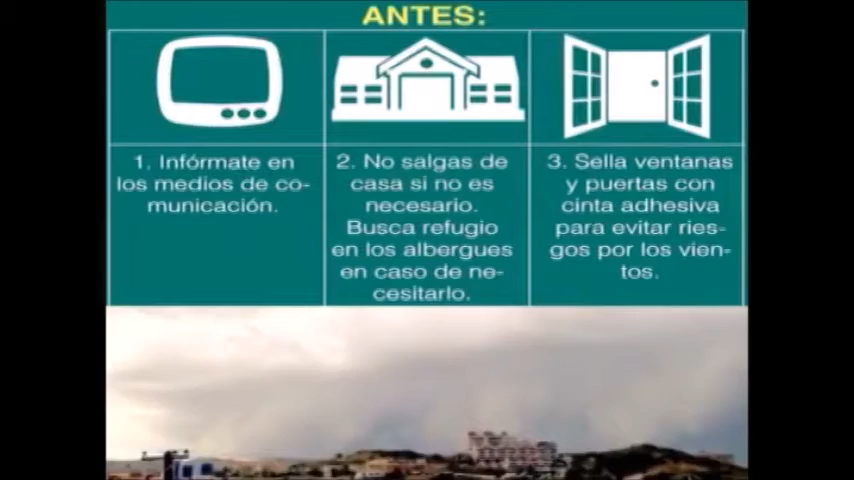 ANTES:
1. Infórmate en
los medios de co-
municación.
2. No salgas de
casa si no es
necesario.
Busca refugio
en los albergues
en caso de ne-
cesitarlo.
3. Sella ventanas
y puertas con
cinta adhesiva
para evitar ries-
gos por los vien-
tos.